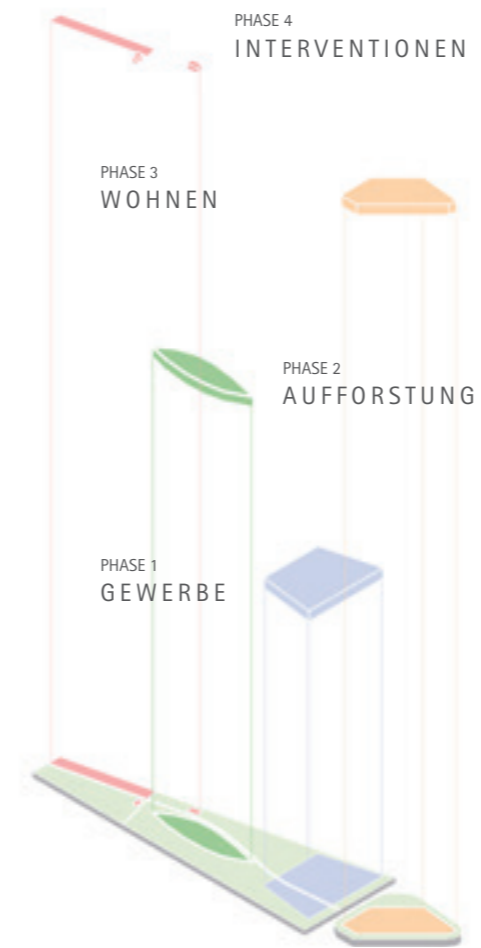 PHASE 4
INTERVENTIONEN
PHASE 3
WOHNEN
PHASE 2
AUFFORSTUNG
PHASE 1
GEWERBE